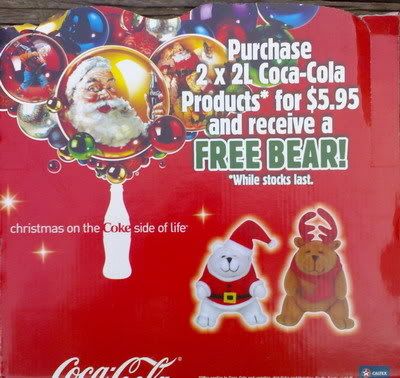 Purchase
2 x 2L Coca-Cola
Products* for $5.95
and receive a
FREE BEAR!
*While stocks last.
christmas on the Coke side of life
Coca-Cola
CALTEX